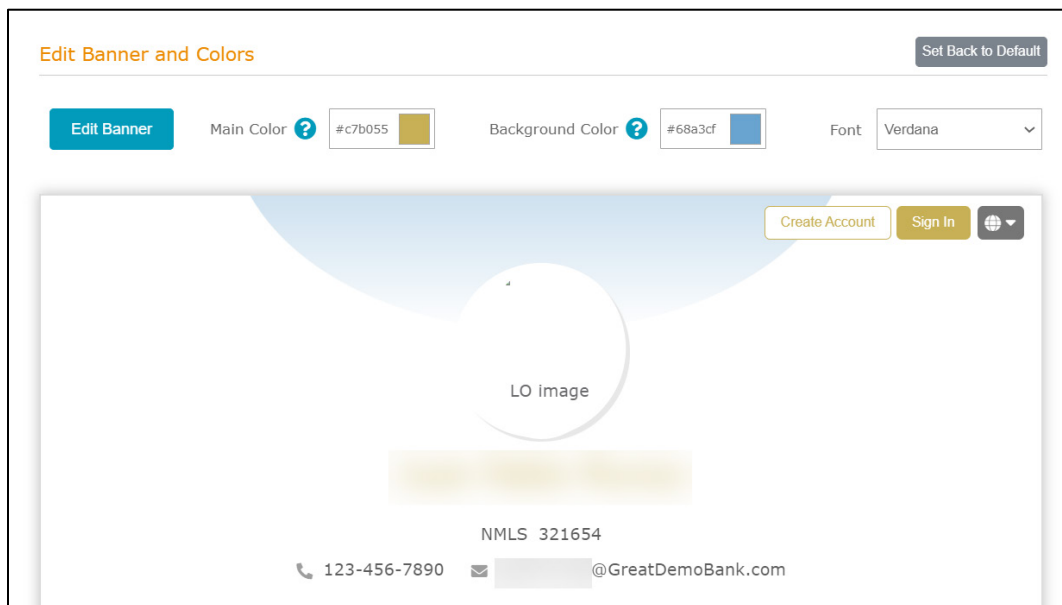 Edit Banner and Colors
Set Back to Default
Edit Banner Main Color ? #c7b055 Background Color ? #68a3cf Font Verdana
Create Account Sign In
LO image
NMLS 321654
123-456-7890 @GreatDemoBank.com